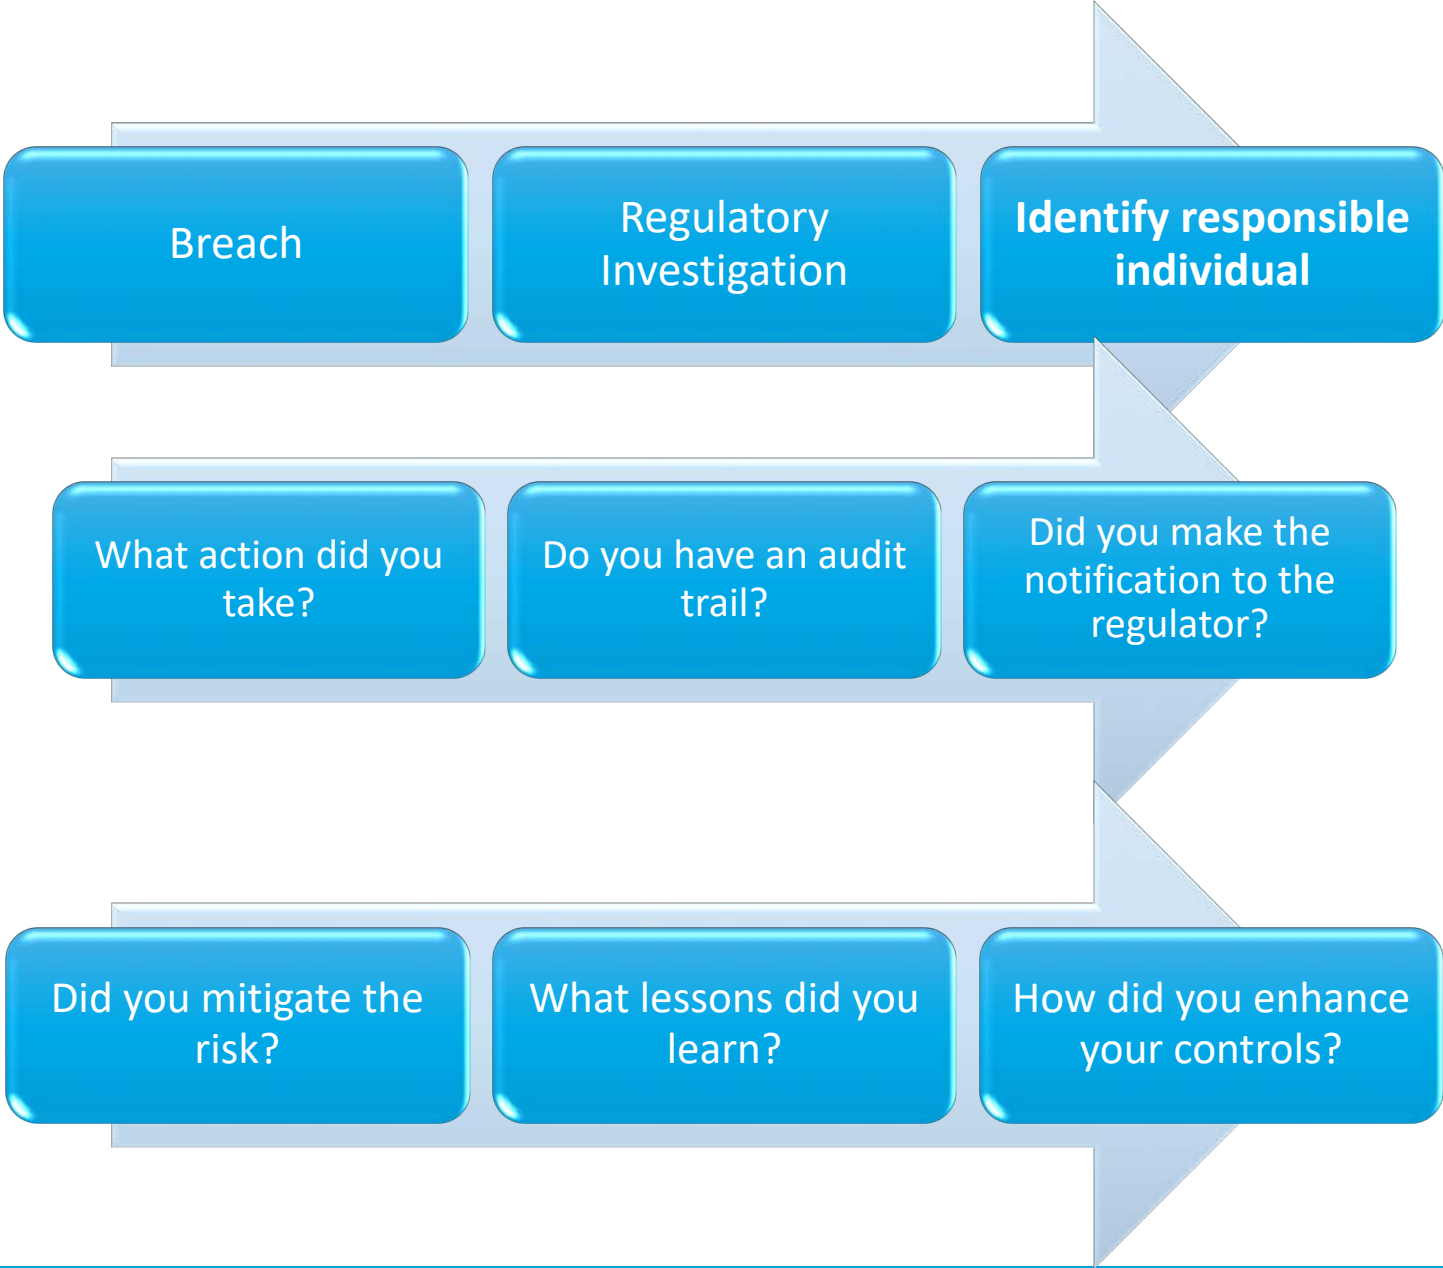 Breach
Regulatory
Investigation
Identify responsible
individual
What action did you
take?
Do you have an audit
trail?
Did you make the
notification to the
regulator?
Did you mitigate the
risk?
What lessons did you
learn?
How did you enhance
your controls?